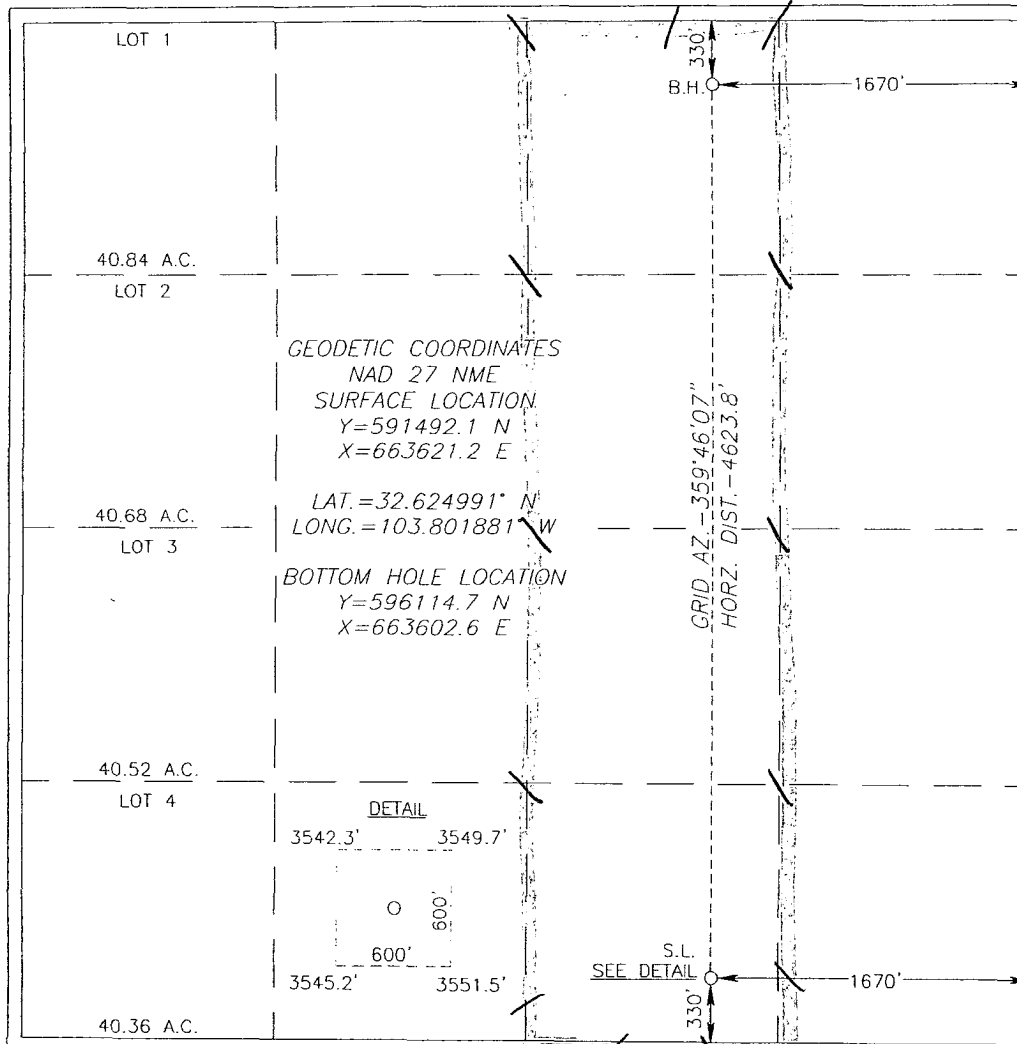 LOT 1
330'
B.H.
1670'
40.84 A.C.
LOT 2
GEODETIC COORDINATES
NAD 27 NME
SURFACE LOCATION
Y=591492.1 N
X=663621.2 E
LAT.=32.624991° N
LONG.=103.801881° W
BOTTOM HOLE LOCATION
Y=596114.7 N
X=663602.6 E
GRID AZ.-359°46'07"
HORZ. DIST.-4623.8'
40.68 A.C.
LOT 3
40.52 A.C.
LOT 4
DETAIL
3542.3' 3549.7'
600'
600'
3545.2' 3551.5'
S.L.
SEE DETAIL
1670'
330'
40.36 A.C.